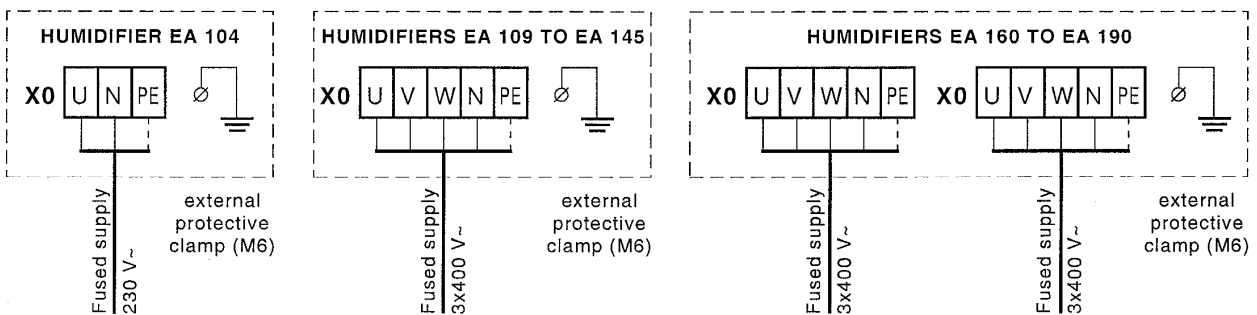 HUMIDIFIER EA 104
X0 U N PE
Fused supply
230 V~
external
protective
clamp (M6)
HUMIDIFIERS EA 109 TO EA 145
X0 U V W N PE
Fused supply
3x400 V~
external
protective
clamp (M6)
HUMIDIFIERS EA 160 TO EA 190
X0 U V W N PE
X0 U V W N PE
Fused supply
3x400 V~
Fused supply
3x400 V~
external
protective
clamp (M6)